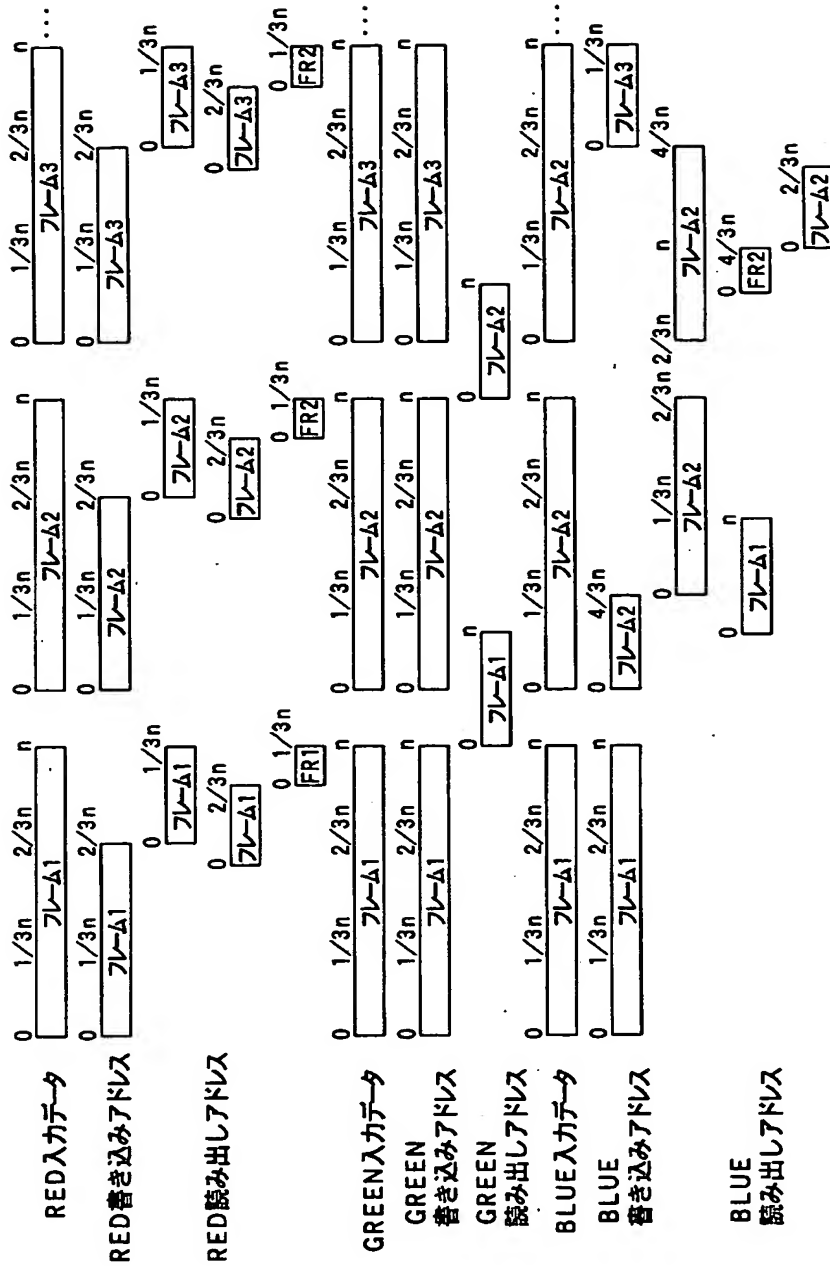 0 1/3n 2/3n n 0 1/3n 2/3n n 0 1/3n 2/3n n
RED入力データ フレーム1 フレーム2 フレーム3 ...
0 1/3n 2/3n 0 1/3n 2/3n 0 1/3n 2/3n
RED書き込みアドレス フレーム1 フレーム2 フレーム3
0 1/3n 0 1/3n 0 1/3n
フレーム1 フレーム2 フレーム3
0 2/3n 0 2/3n 0 2/3n
RED読み出しアドレス フレーム1 フレーム2 フレーム3
0 1/3n 0 1/3n 0 1/3n
FR1 FR2 FR2
0 1/3n 2/3n n 0 1/3n 2/3n n 0 1/3n 2/3n n
GREEN入力データ フレーム1 フレーム2 フレーム3 ...
0 1/3n 2/3n n 0 1/3n 2/3n n 0 1/3n 2/3n n
GREEN
書き込みアドレス フレーム1 フレーム2 フレーム3
0 n 0 n
GREEN
読み出しアドレス フレーム1 フレーム2
0 1/3n 2/3n n 0 1/3n 2/3n n 0 1/3n 2/3n n
BLUE入力データ フレーム1 フレーム2 フレーム2 ...
0 1/3n 2/3n n 0 4/3n 0 1/3n
BLUE
書き込みアドレス フレーム1 フレーム2 フレーム3
0 1/3n 2/3n 2/3n n 4/3n
フレーム2 フレーム2
0 n 0 4/3n
BLUE
読み出しアドレス フレーム1 FR2
0 2/3n
フレーム2